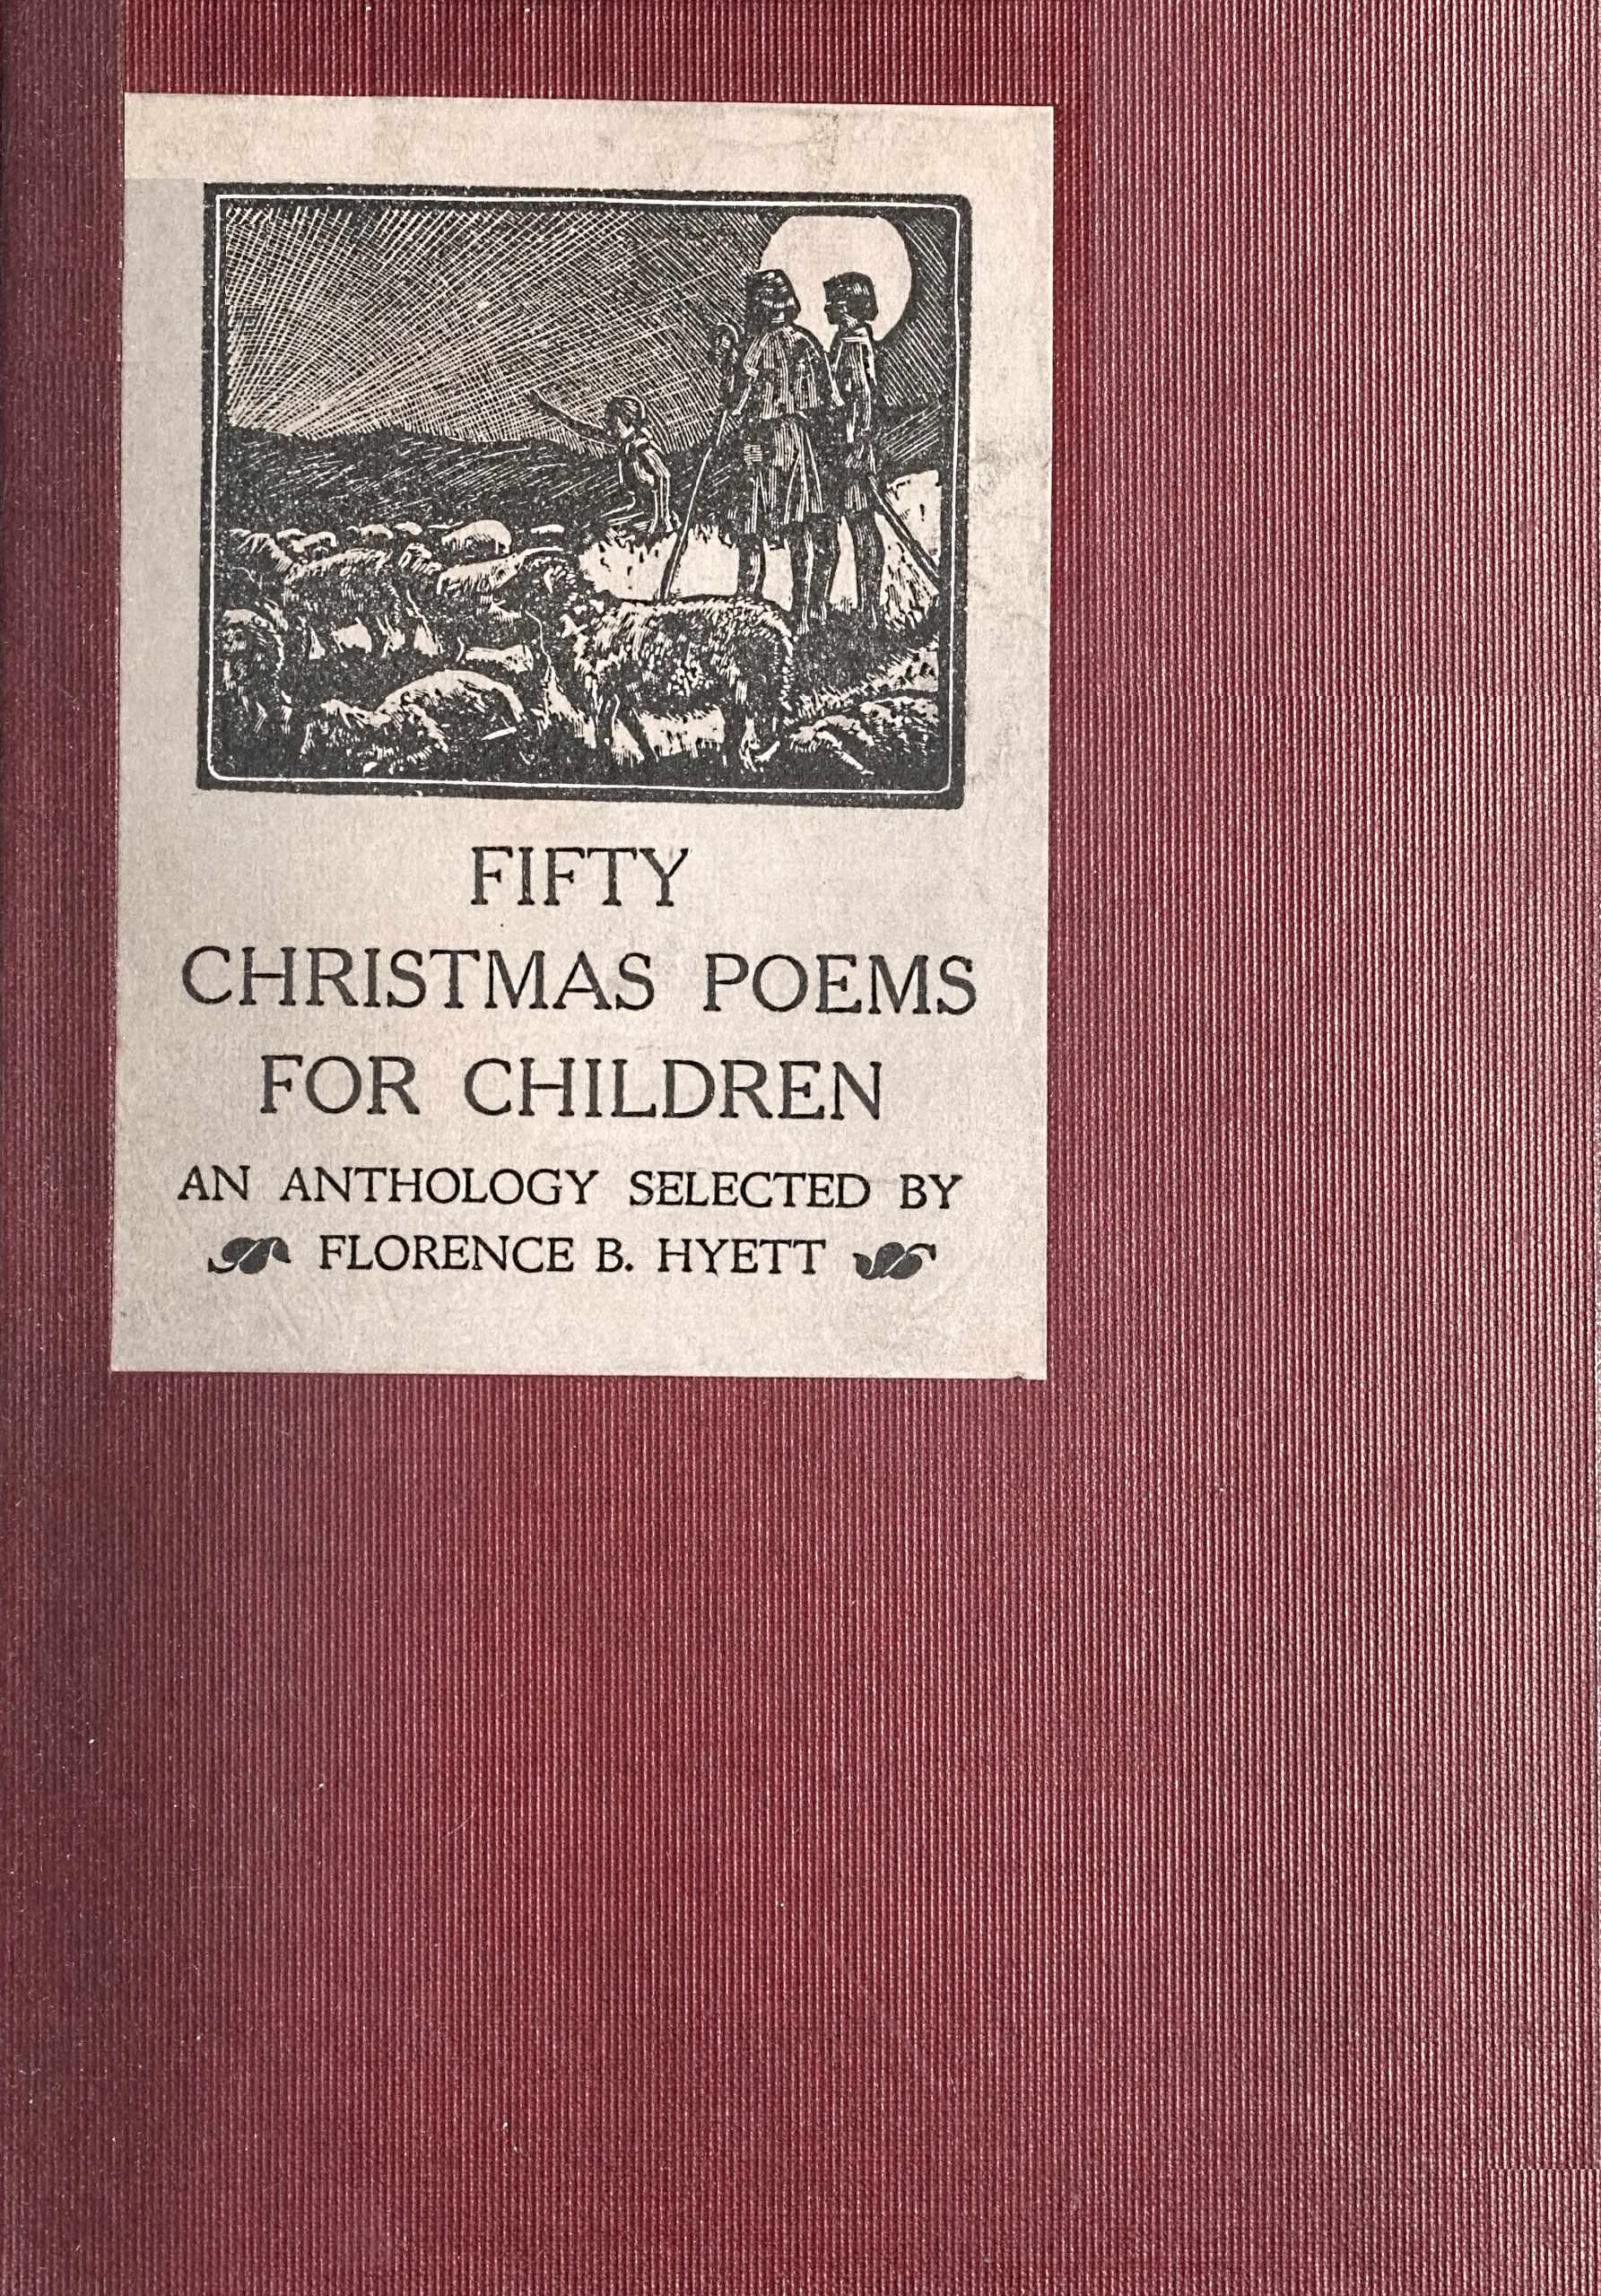 FIFTY
CHRISTMAS POEMS
FOR CHILDREN
AN ANTHOLOGY SELECTED BY
FLORENCE B. HYETT